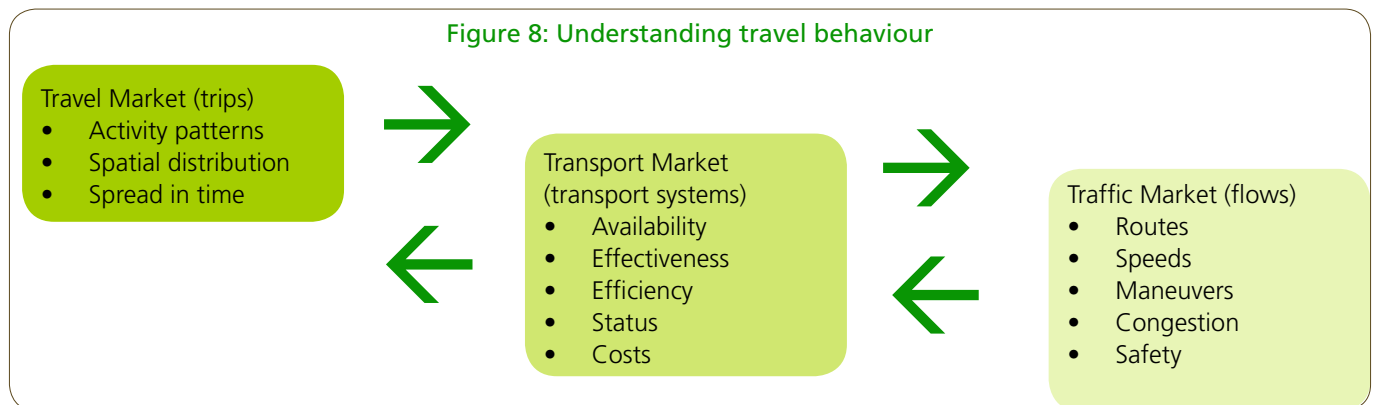 Figure 8: Understanding travel behaviour
Travel Market (trips)
• Activity patterns
• Spatial distribution
• Spread in time
Transport Market
(transport systems)
• Availability
• Effectiveness
• Efficiency
• Status
• Costs
Traffic Market (flows)
• Routes
• Speeds
• Maneuvers
• Congestion
• Safety